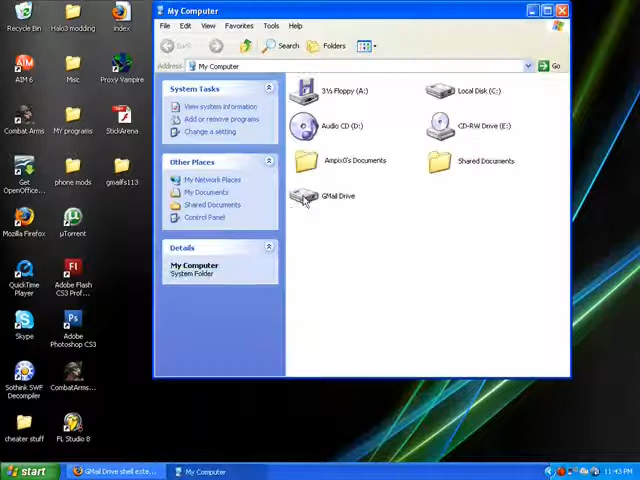 My Computer
Recycle Bin
Halo3 modding
index
File Edit View Favorites Tools Help
Back
Search
Folders
AIM 6
Misc
Proxy Vampire
Address
My Computer
Go
System Tasks
View system information
Add or remove programs
Change a setting
3½ Floppy (A:)
Local Disk (C:)
Audio CD (D:)
CD-RW Drive (E:)
Combat Arms
MY programs
StickArena
Other Places
My Network Places
My Documents
Shared Documents
Control Panel
Documents
Shared Documents
GMail Drive
Get OpenOffice...
phone mods
gmailfs113
Mozilla Firefox
µTorrent
Details
My Computer
System Folder
QuickTime Player
Adobe Flash CS3 Prof...
Skype
Adobe Photoshop CS3
Sothink SWF Decompiler
CombatArms...
cheater stuff
FL Studio 8
start
GMail Drive shell exte...
My Computer
11:43 PM